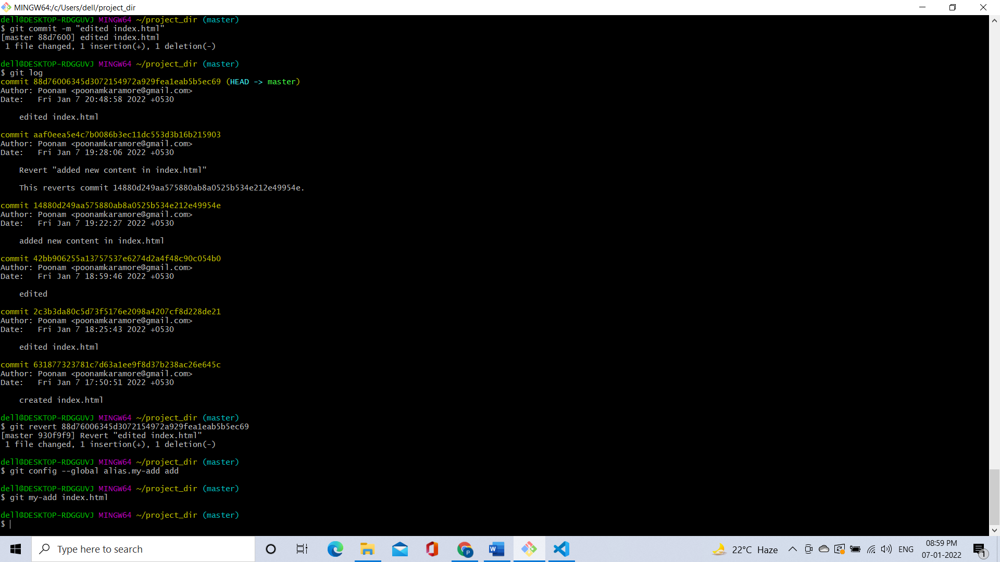 MINGW64:/c/Users/dell/project_dir
dell@DESKTOP-RDGGUVJ MINGW64 ~/project_dir (master)
$ git commit -m "edited index.html"
[master 88d7600] edited index.html
 1 file changed, 1 insertion(+), 1 deletion(-)
dell@DESKTOP-RDGGUVJ MINGW64 ~/project_dir (master)
$ git log
commit 88d76006345d3072154972a929fea1eab5b5ec69 (HEAD -> master)
Author: Poonam <poonamkaramore@gmail.com>
Date:   Fri Jan 7 20:48:58 2022 +0530
    edited index.html
commit aaf0eea5e4c7b0086b3ec11dc553d3b16b215903
Author: Poonam <poonamkaramore@gmail.com>
Date:   Fri Jan 7 19:28:06 2022 +0530
    Revert "added new content in index.html"
    This reverts commit 14880d249aa575880ab8a0525b534e212e49954e.
commit 14880d249aa575880ab8a0525b534e212e49954e
Author: Poonam <poonamkaramore@gmail.com>
Date:   Fri Jan 7 19:22:27 2022 +0530
    added new content in index.html
commit 42bb906255a13757537e6274d2a4f48c90c054b0
Author: Poonam <poonamkaramore@gmail.com>
Date:   Fri Jan 7 18:59:46 2022 +0530
    edited
commit 2c3b3da80c5d73f5176e2098a4207cf8d228de21
Author: Poonam <poonamkaramore@gmail.com>
Date:   Fri Jan 7 18:25:43 2022 +0530
    edited index.html
commit 631877323781c7d63a1ee9f8d37b238ac26e645c
Author: Poonam <poonamkaramore@gmail.com>
Date:   Fri Jan 7 17:50:51 2022 +0530
    created index.html
dell@DESKTOP-RDGGUVJ MINGW64 ~/project_dir (master)
$ git revert 88d76006345d3072154972a929fea1eab5b5ec69
[master 930f9f9] Revert "edited index.html"
 1 file changed, 1 insertion(+), 1 deletion(-)
dell@DESKTOP-RDGGUVJ MINGW64 ~/project_dir (master)
$ git config --global alias.my-add add
dell@DESKTOP-RDGGUVJ MINGW64 ~/project_dir (master)
$ git my-add index.html
dell@DESKTOP-RDGGUVJ MINGW64 ~/project_dir (master)
$
Type here to search
22°C Haze
ENG
08:59 PM
07-01-2022
1